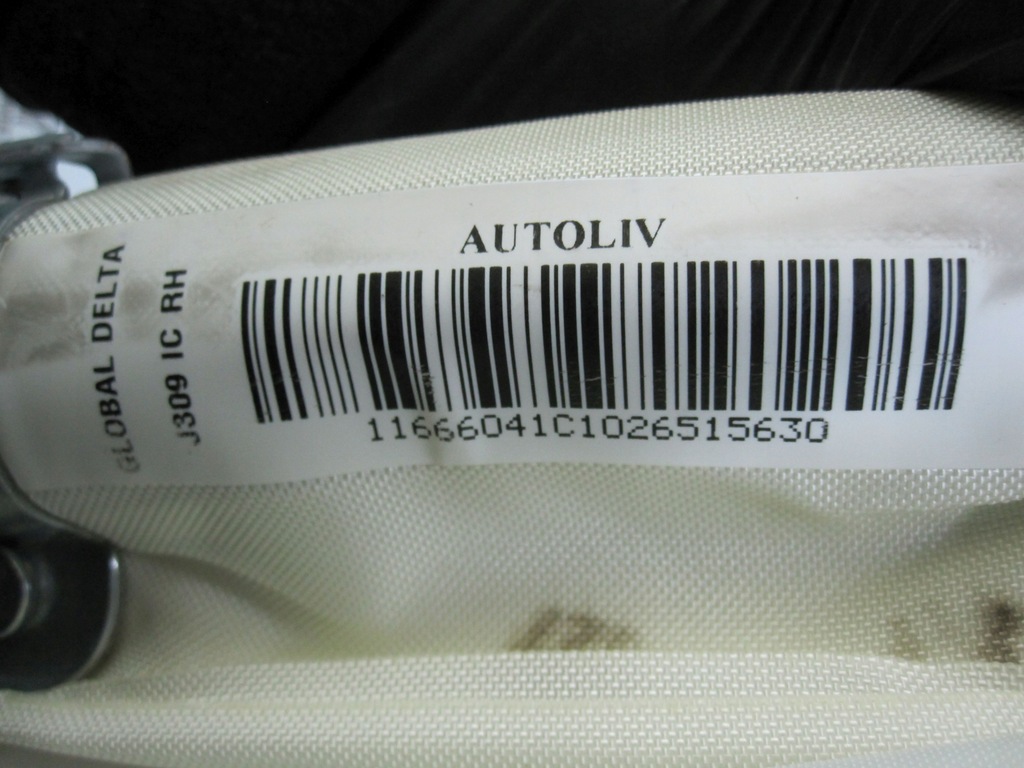 AUTOLIV
11666041C1026515630
GLOBAL DELTA
J309 IC RH